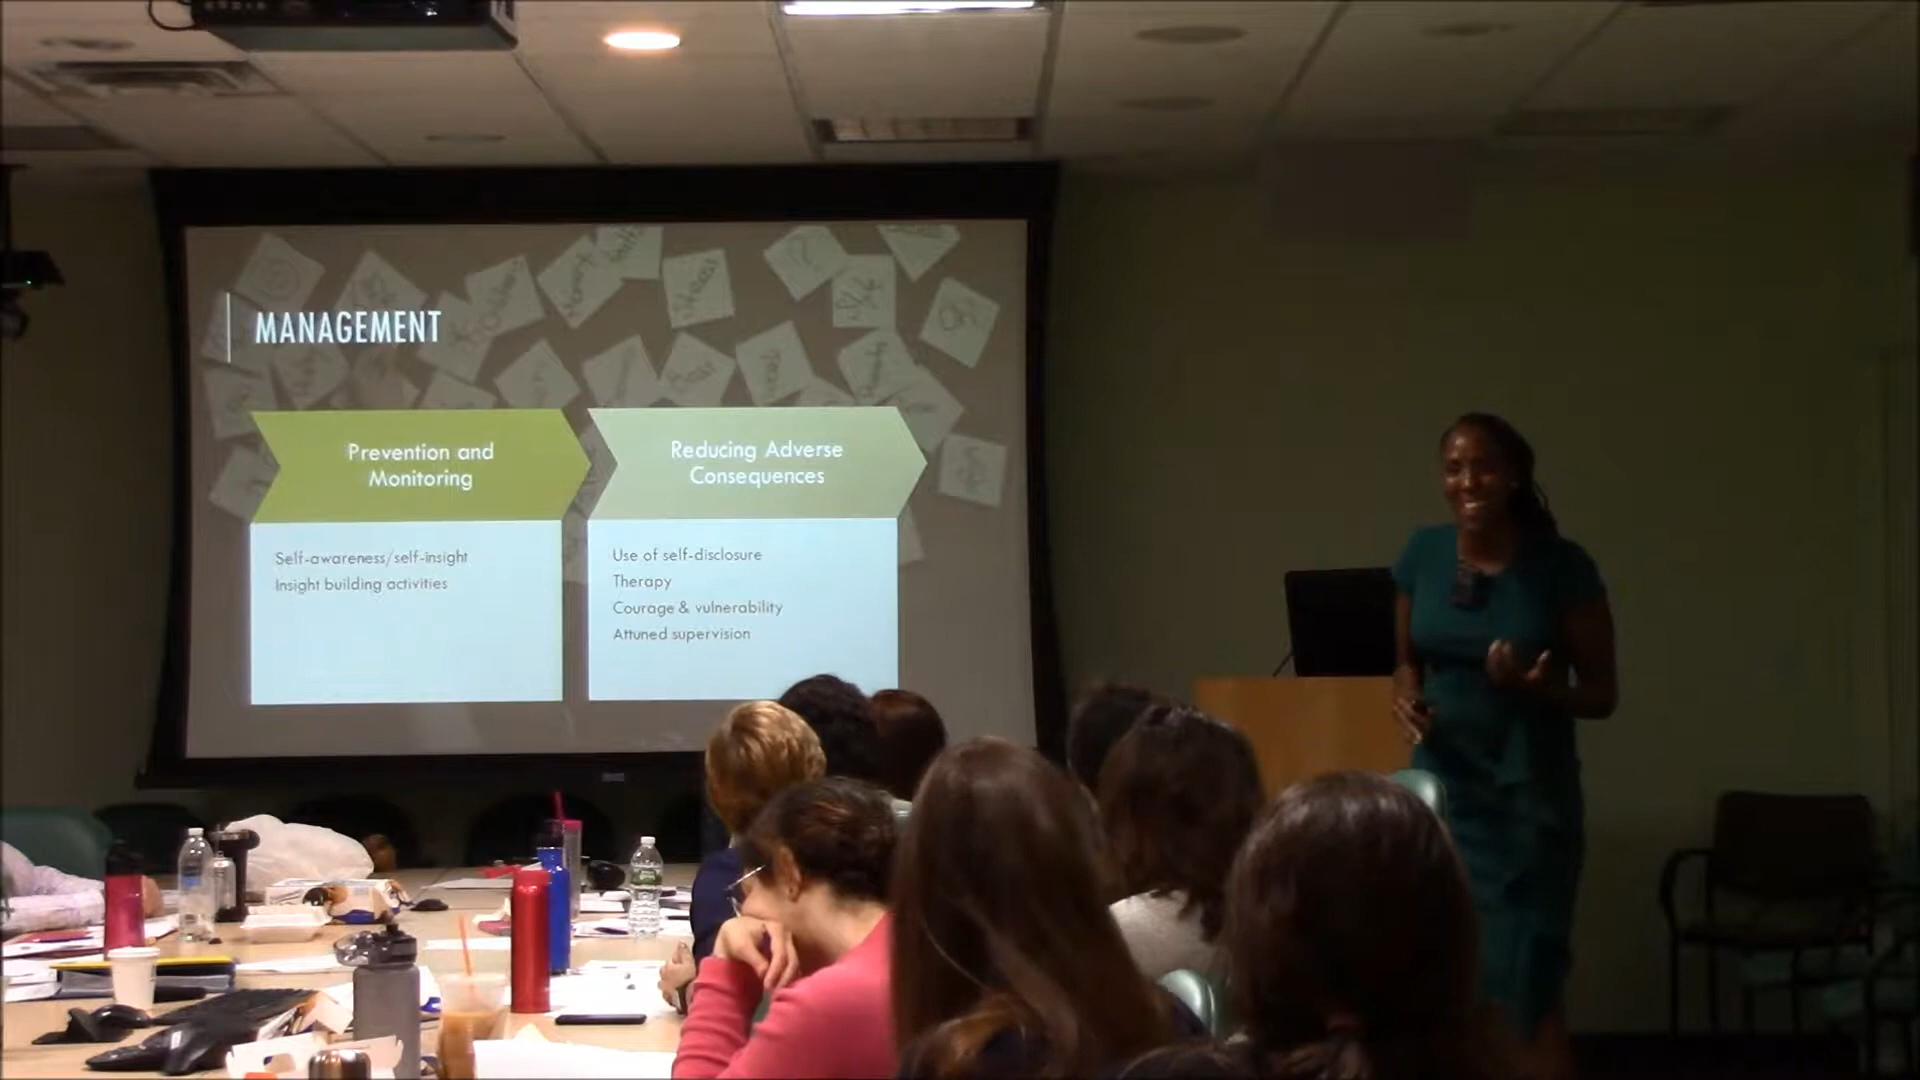 MANAGEMENT
Prevention and
Monitoring
Self-awareness/self-insight
Insight building activities
Reducing Adverse
Consequences
Use of self-disclosure
Therapy
Courage & vulnerability
Attuned supervision
Stress